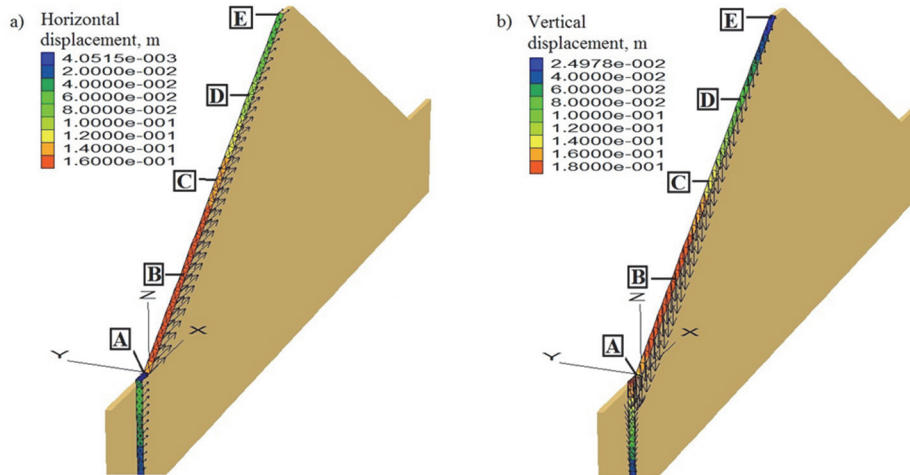 a) Horizontal
displacement, m
4.0515e-003
2.0000e-002
4.0000e-002
6.0000e-002
8.0000e-002
1.0000e-001
1.2000e-001
1.4000e-001
1.6000e-001
E
D
C
B
A
Z
X
Y
b) Vertical
displacement, m
2.4978e-002
4.0000e-002
6.0000e-002
8.0000e-002
1.0000e-001
1.2000e-001
1.4000e-001
1.6000e-001
1.8000e-001
E
D
C
B
A
Z
X
Y